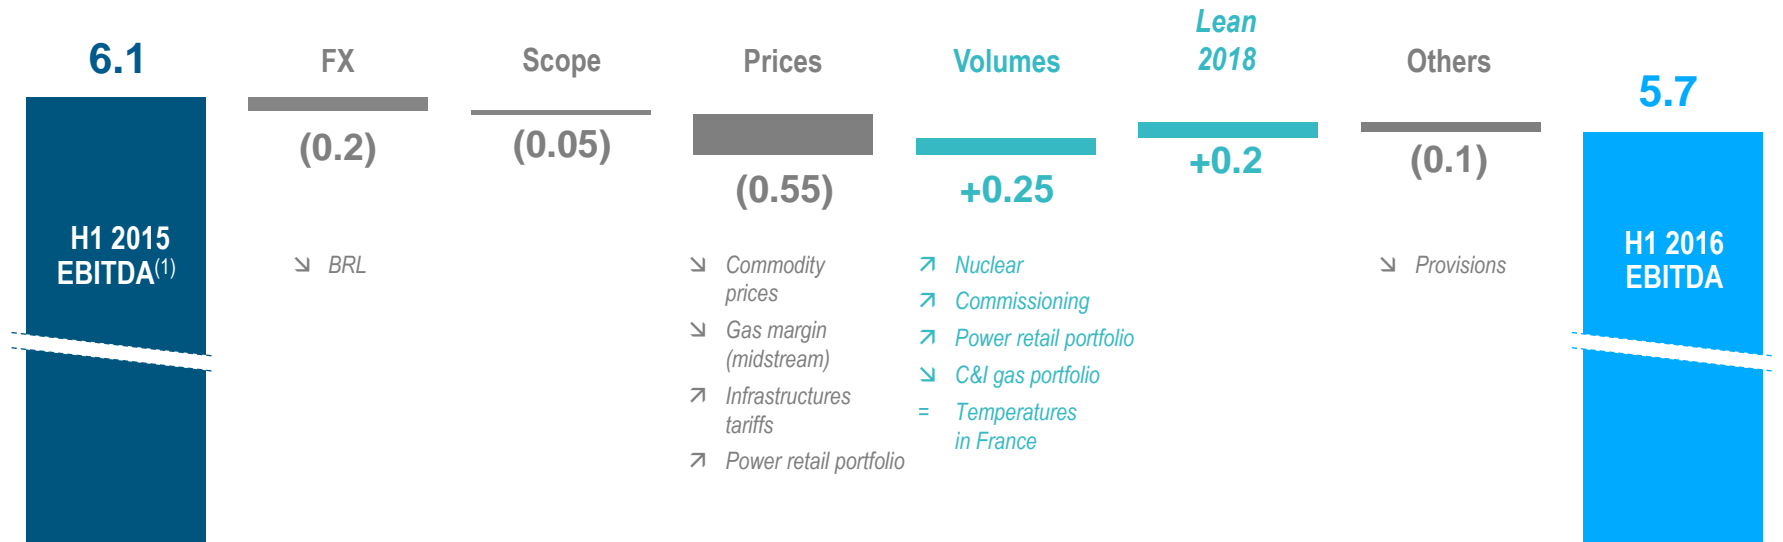 6.1
H1 2015
EBITDA(1)
FX
(0.2)
↘ BRL
Scope
(0.05)
Prices
(0.55)
↘ Commodity
prices
↘ Gas margin
(midstream)
↗ Infrastructures
tariffs
↗ Power retail portfolio
Volumes
+0.25
↗ Nuclear
↗ Commissioning
↗ Power retail portfolio
↘ C&I gas portfolio
= Temperatures
in France
Lean
2018
+0.2
Others
(0.1)
↘ Provisions
5.7
H1 2016
EBITDA